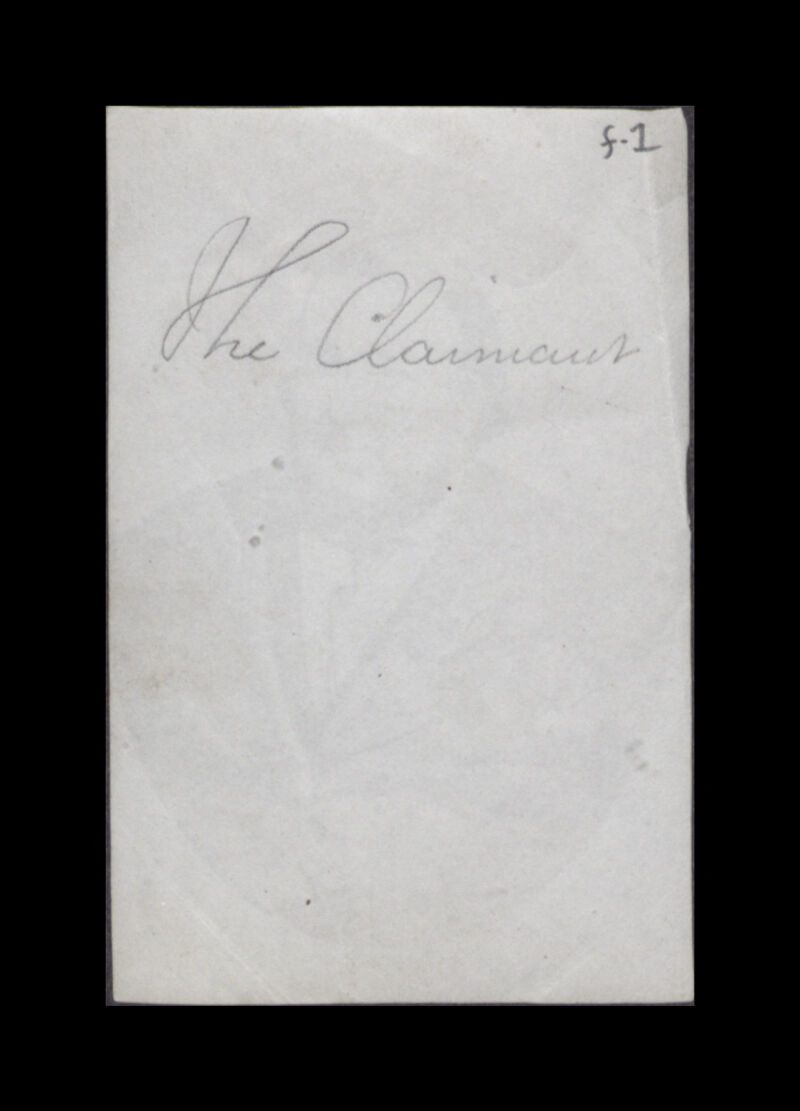 f-1
The Claimant